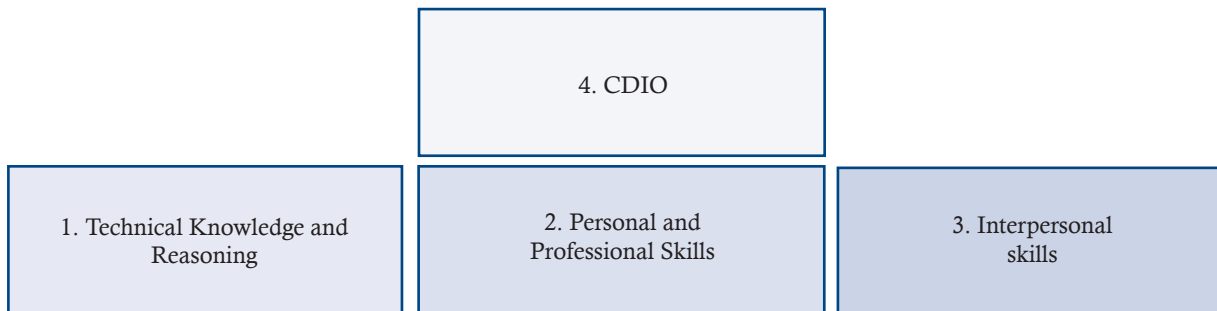 4. CDIO
1. Technical Knowledge and
Reasoning
2. Personal and
Professional Skills
3. Interpersonal
skills